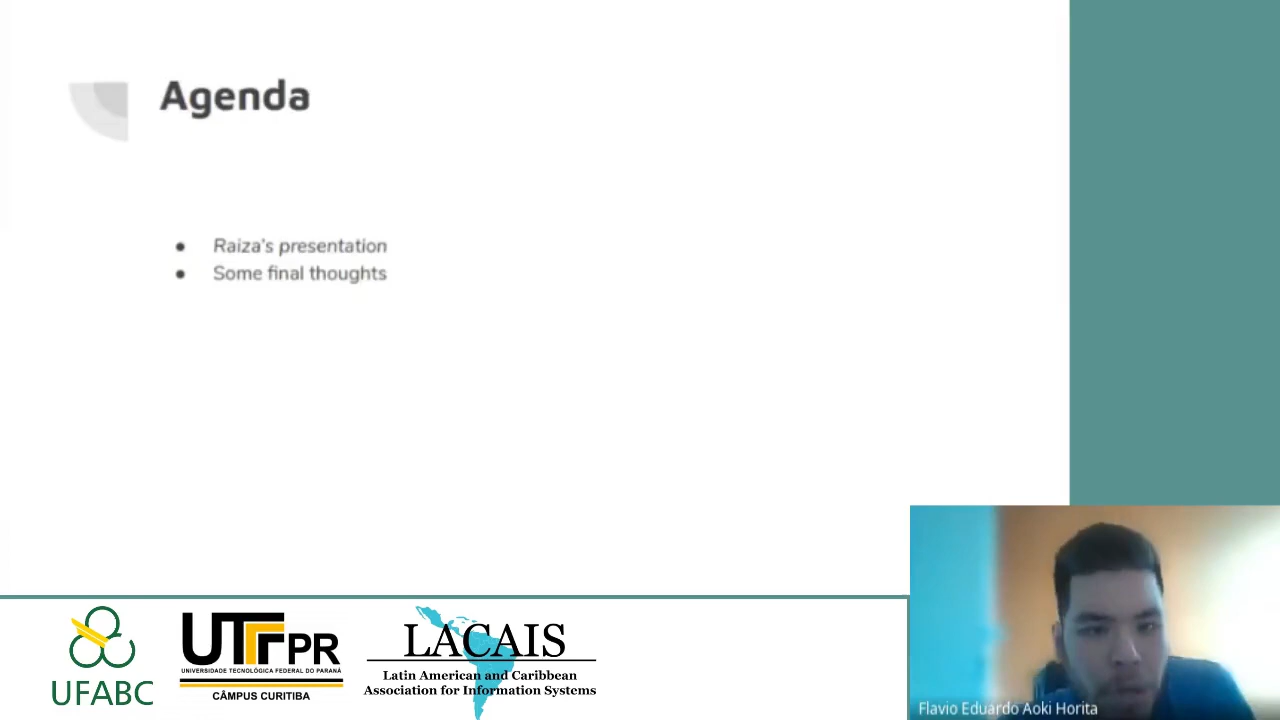 Agenda
● Raiza's presentation
● Some final thoughts
UFABC
UTFPR
UNIVERSIDADE TECNOLÓGICA FEDERAL DO PARANÁ
CÂMPUS CURITIBA
LACAIS
Latin American and Caribbean
Association for Information Systems
Flavio Eduardo Aoki Horita